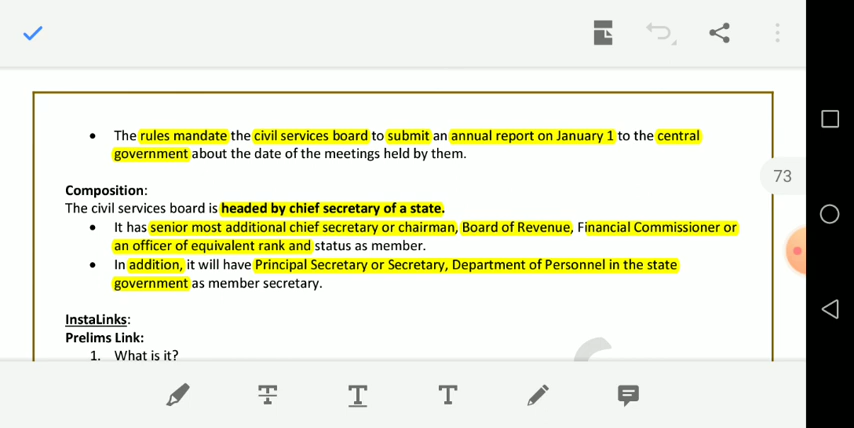 • The rules mandate the civil services board to submit an annual report on January 1 to the central
government about the date of the meetings held by them.
73
Composition:
The civil services board is headed by chief secretary of a state.
• It has senior most additional chief secretary or chairman, Board of Revenue, Financial Commissioner or
an officer of equivalent rank and status as member.
• In addition, it will have Principal Secretary or Secretary, Department of Personnel in the state
government as member secretary.
InstaLinks:
Prelims Link:
1. What is it?
T T T